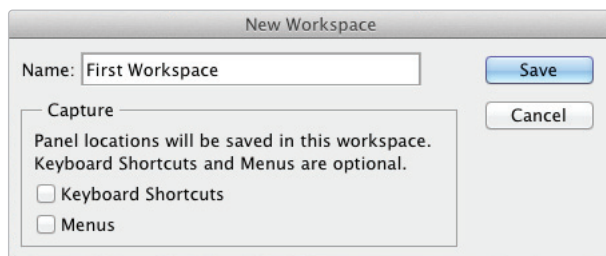 New Workspace
Name: First Workspace
Save
Capture
Cancel
Panel locations will be saved in this workspace.
Keyboard Shortcuts and Menus are optional.
Keyboard Shortcuts
Menus